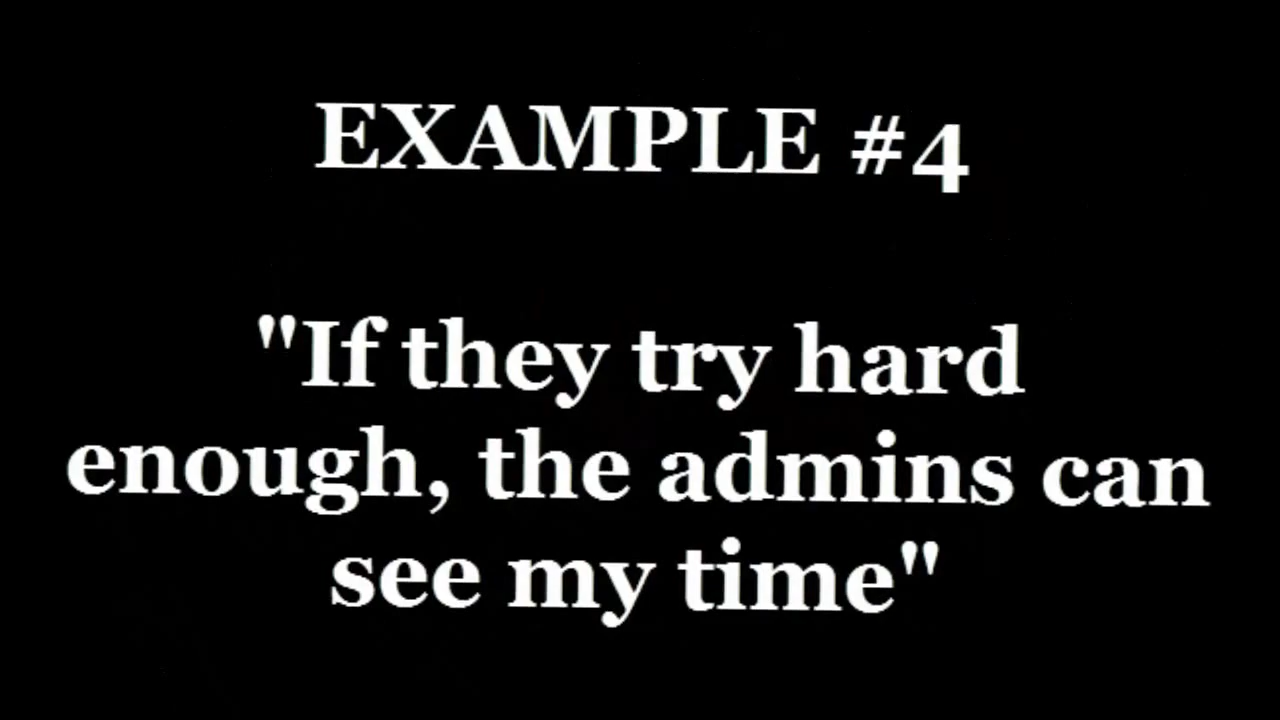 EXAMPLE #4
"If they try hard
enough, the admins can
see my time"